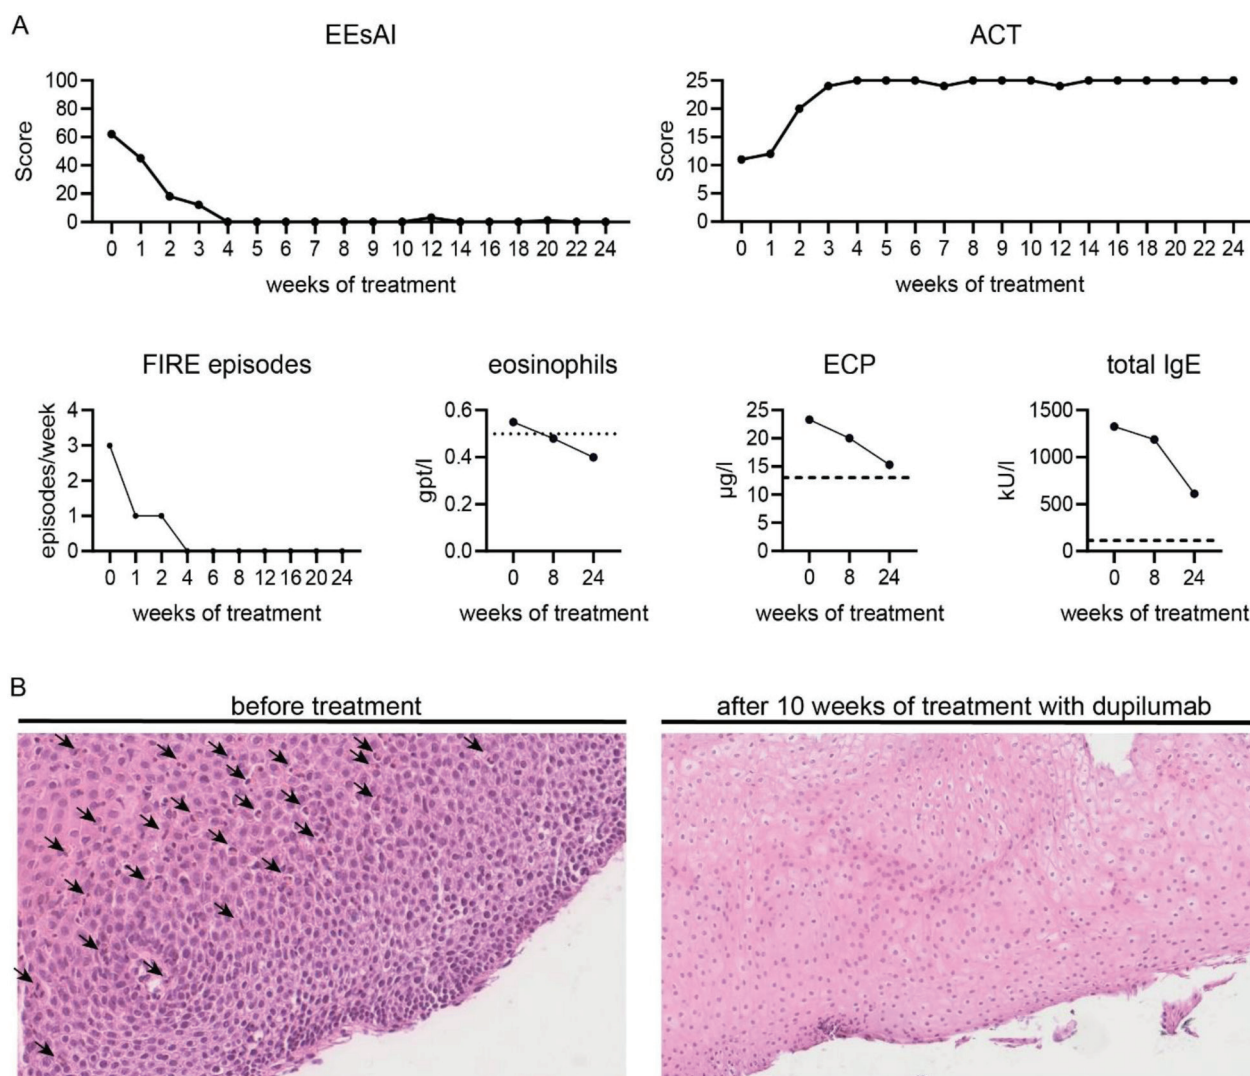 A
EEsAI
Score
100
80
60
40
20
0
0 1 2 3 4 5 6 7 8 9 10 12 14 16 18 20 22 24
weeks of treatment
ACT
Score
25
20
15
10
5
0
0 1 2 3 4 5 6 7 8 9 10 12 14 16 18 20 22 24
weeks of treatment
FIRE episodes
episodes/week
4
3
2
1
0
0 1 2 4 6 8 12 16 20 24
weeks of treatment
eosinophils
gpt/l
0.6
0.4
0.2
0.0
0 8 24
weeks of treatment
ECP
µg/l
25
20
15
10
5
0
0 8 24
weeks of treatment
total IgE
kU/l
1500
1000
500
0
0 8 24
weeks of treatment
B
before treatment
after 10 weeks of treatment with dupilumab